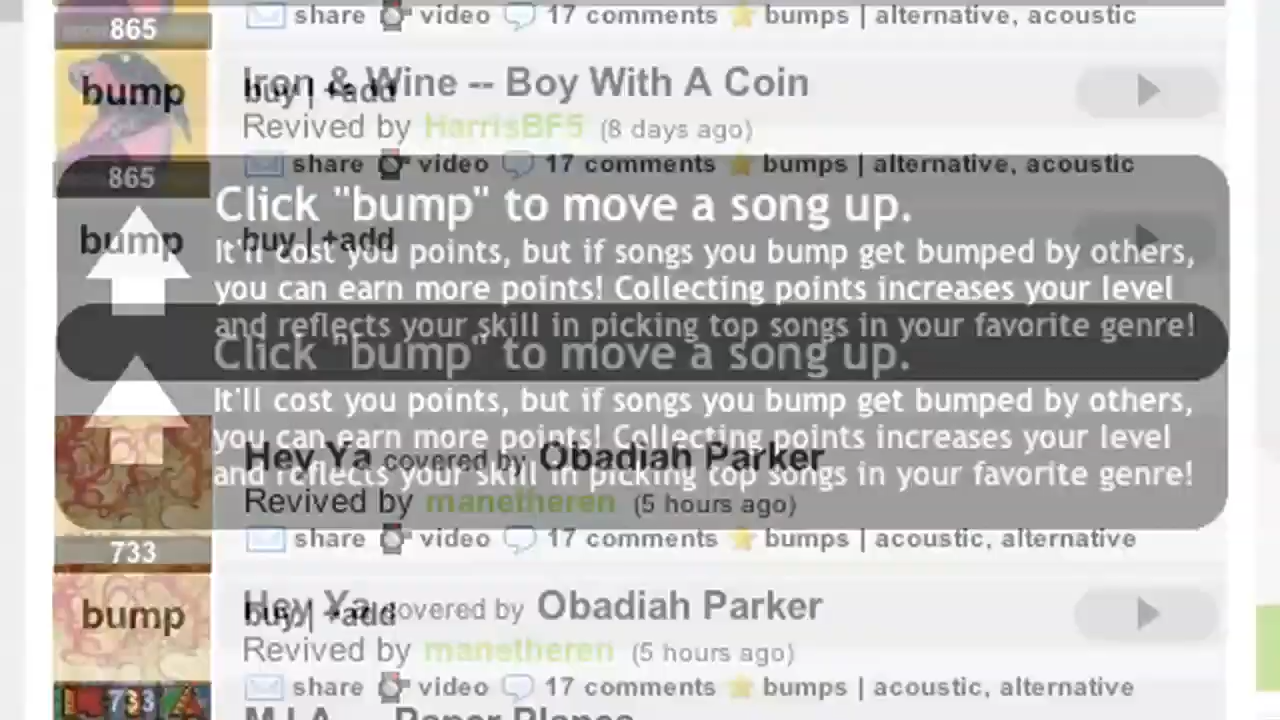 share video 17 comments bumps | alternative, acoustic
865
Iron & Wine -- Boy With A Coin
bump
buy | +add
Revived by HarrisBF5 (8 days ago)
share video 17 comments bumps | alternative, acoustic
865
Click "bump" to move a song up.
bump
buy | +add
It'll cost you points, but if songs you bump get bumped by others,
you can earn more points! Collecting points increases your level
and reflects your skill in picking top songs in your favorite genre!
Click "bump" to move a song up.
It'll cost you points, but if songs you bump get bumped by others,
you can earn more points! Collecting points increases your level
Hey Ya covered by Obadiah Parker
and reflects your skill in picking top songs in your favorite genre!
Revived by manetheren (5 hours ago)
share video 17 comments bumps | acoustic, alternative
733
Hey Ya covered by Obadiah Parker
bump
buy | +add
Revived by manetheren (5 hours ago)
share video 17 comments bumps | acoustic, alternative
733
M.I.A. -- Paper Planes